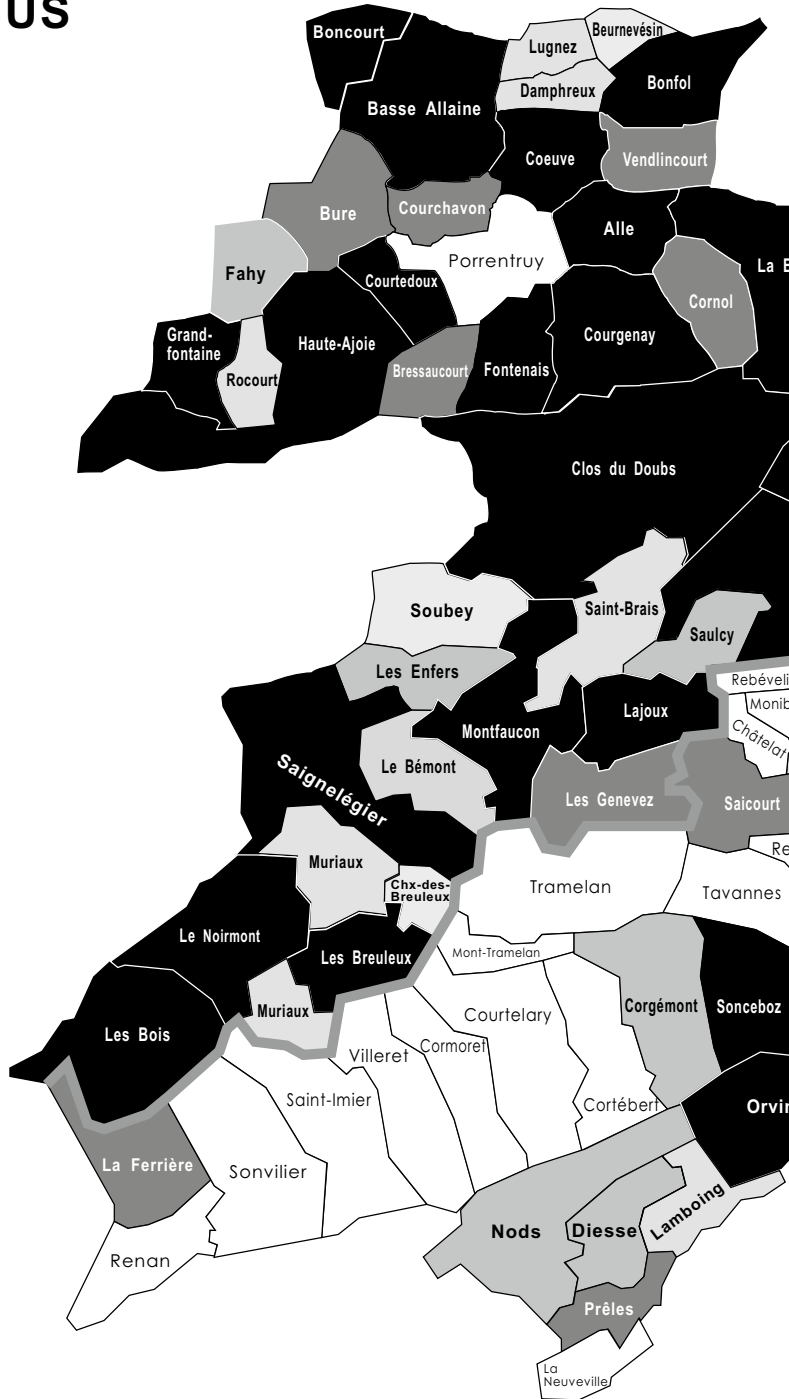 US
Boncourt
Beurnevésin
Lugnez
Bonfol
Damphreux
Basse Allaine
Coeuve
Vendlincourt
Courchavon
Bure
Alle
Porrentruy
La B
Fahy
Courtedoux
Cornol
Grand-
fontaine
Haute-Ajoie
Courgenay
Bressaucourt
Fontenais
Rocourt
Clos du Doubs
Soubey
Saint-Brais
Saulcy
Les Enfers
Rebéveli
Monib
Lajoux
Montfaucon
Châtelat
Le Bémont
Saignelégier
Les Genevez
Saicourt
Re
Muriaux
Chx-des-
Breuleux
Tramelan
Tavannes
Le Noirmont
Les Breuleux
Mont-Tramelan
Muriaux
Corgémont
Sonceboz
Courtelary
Les Bois
Cormoret
Villeret
Saint-Imier
Cortébert
Orvin
La Ferrière
Sonvilier
Lamboing
Nods
Diesse
Renan
Prêles
La
Neuveville